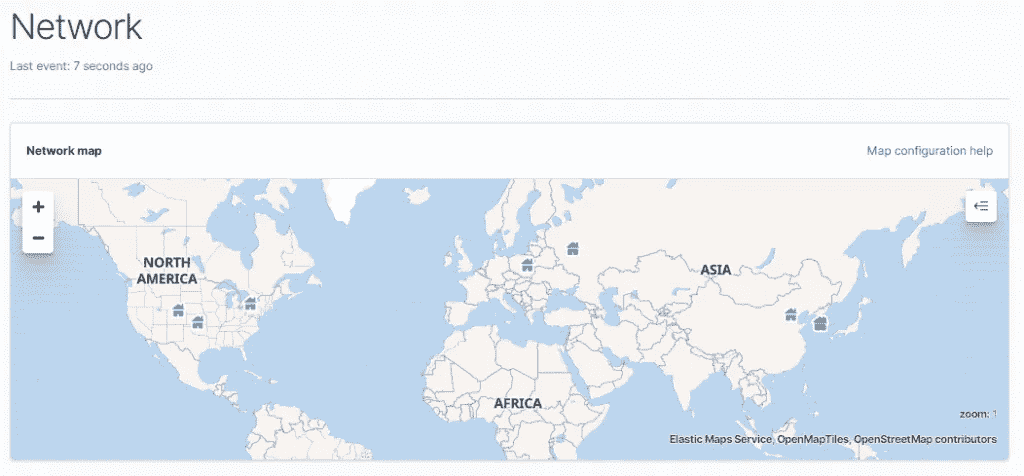 Network
Last event: 7 seconds ago
Network map
Map configuration help
+
−
NORTH
AMERICA
ASIA
AFRICA
zoom: 1
Elastic Maps Service, OpenMapTiles, OpenStreetMap contributors